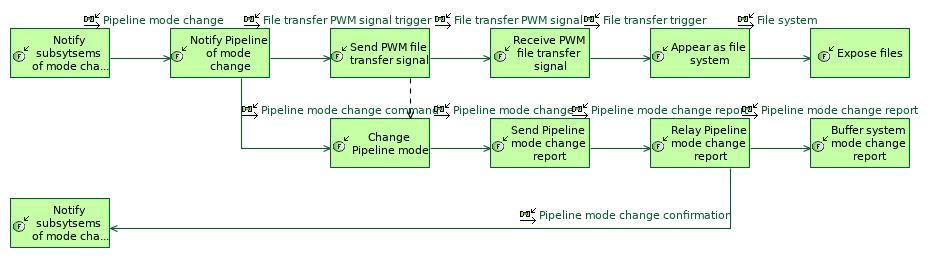 Pipeline mode change
File transfer PWM signal trigger
File transfer PWM signal
File transfer trigger
File system
Notify
subsytsems
of mode cha...
Notify Pipeline
of mode
change
Send PWM file
transfer signal
Receive PWM
file transfer
signal
Appear as file
system
Expose files
Pipeline mode change command
Pipeline mode change
Pipeline mode change report
Pipeline mode change report
Change
Pipeline mode
Send Pipeline
mode change
report
Relay Pipeline
mode change
report
Buffer system
mode change
report
Notify
subsytsems
of mode cha...
Pipeline mode change confirmation